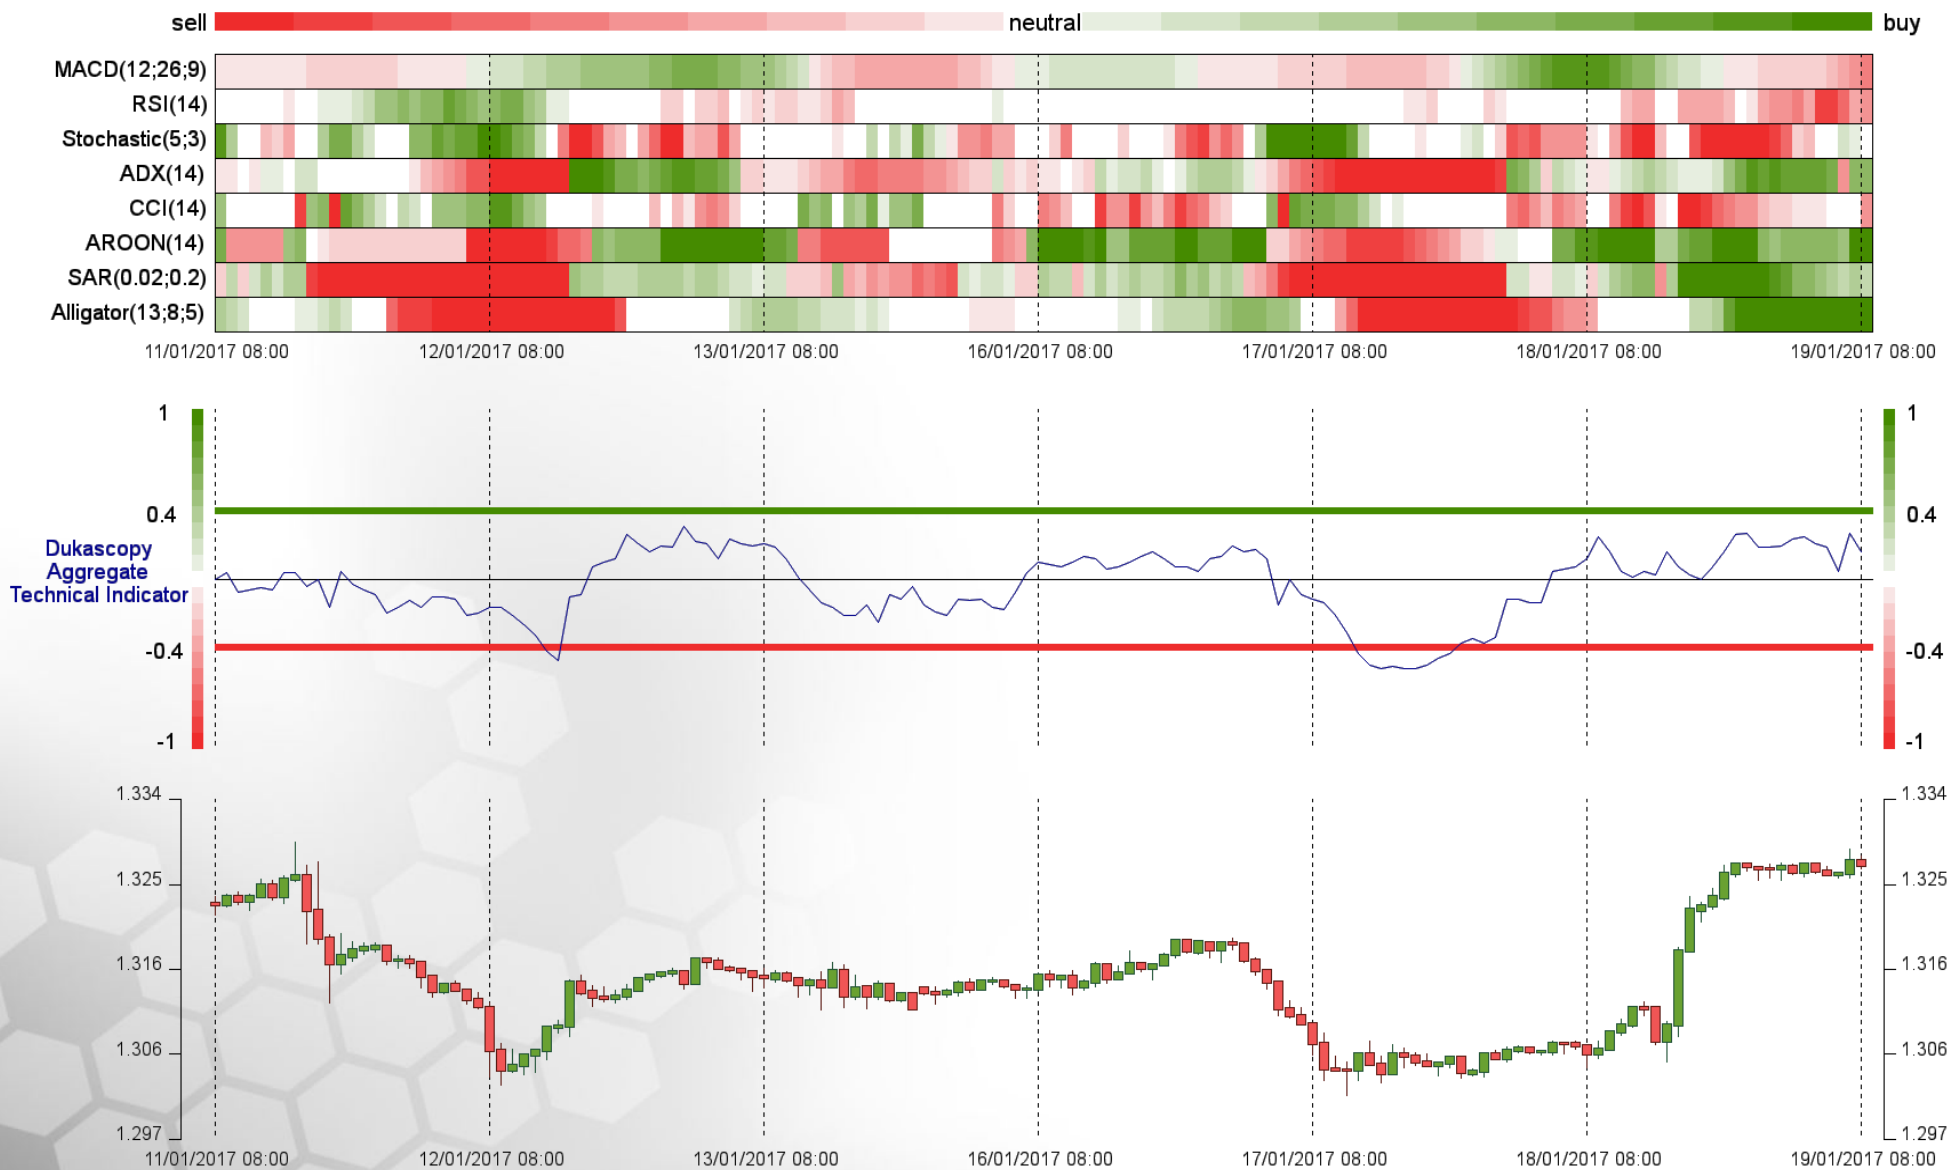 sell neutral buy
MACD(12;26;9)
RSI(14)
Stochastic(5;3)
ADX(14)
CCI(14)
AROON(14)
SAR(0.02;0.2)
Alligator(13;8;5)
11/01/2017 08:00 12/01/2017 08:00 13/01/2017 08:00 16/01/2017 08:00 17/01/2017 08:00 18/01/2017 08:00 19/01/2017 08:00
1 1
0.4 0.4
Dukascopy
Aggregate
Technical Indicator
-0.4 -0.4
-1 -1
1.334 1.334
1.325 1.325
1.316 1.316
1.306 1.306
1.297 1.297
11/01/2017 08:00 12/01/2017 08:00 13/01/2017 08:00 16/01/2017 08:00 17/01/2017 08:00 18/01/2017 08:00 19/01/2017 08:00